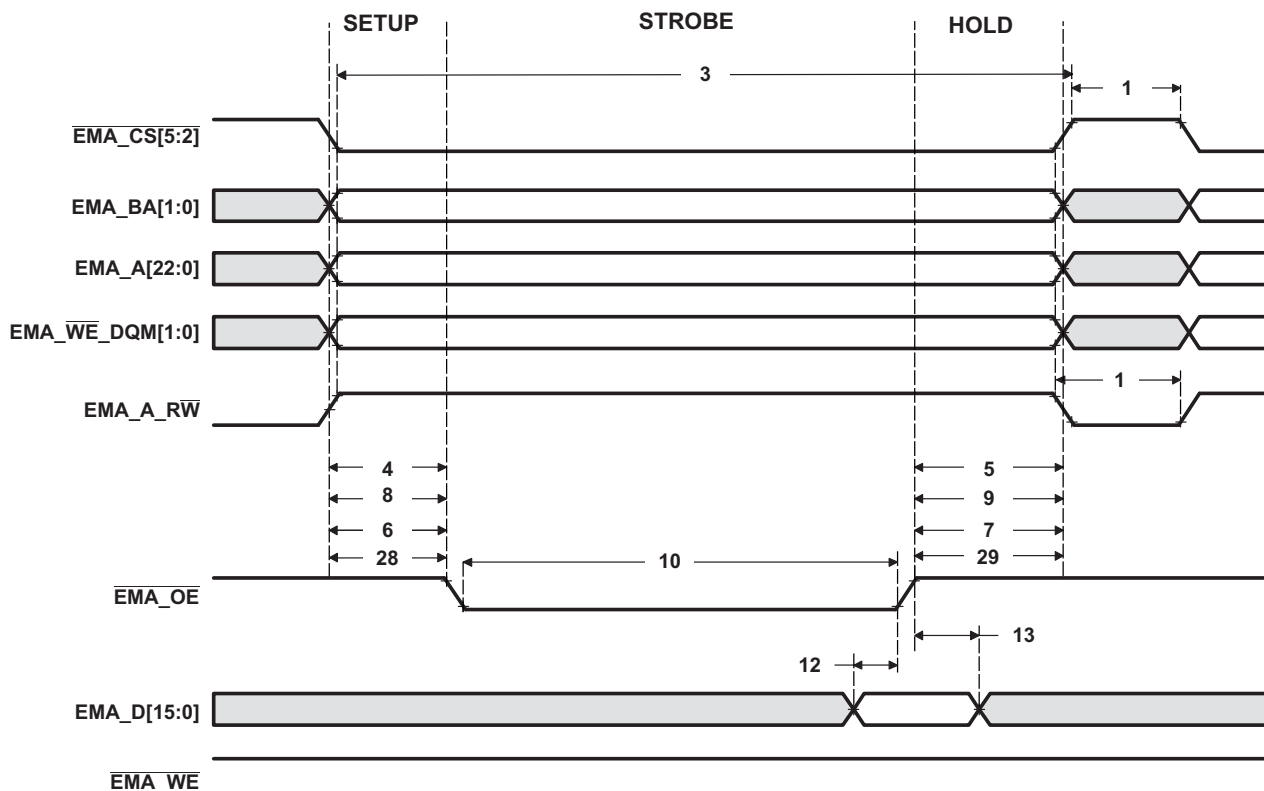 SETUP
STROBE
HOLD
3
1
EMA_CS[5:2]
EMA_BA[1:0]
EMA_A[22:0]
EMA_WE_DQM[1:0]
1
EMA_A_RW
4
5
8
9
6
7
28
29
10
EMA_OE
13
12
EMA_D[15:0]
EMA_WE